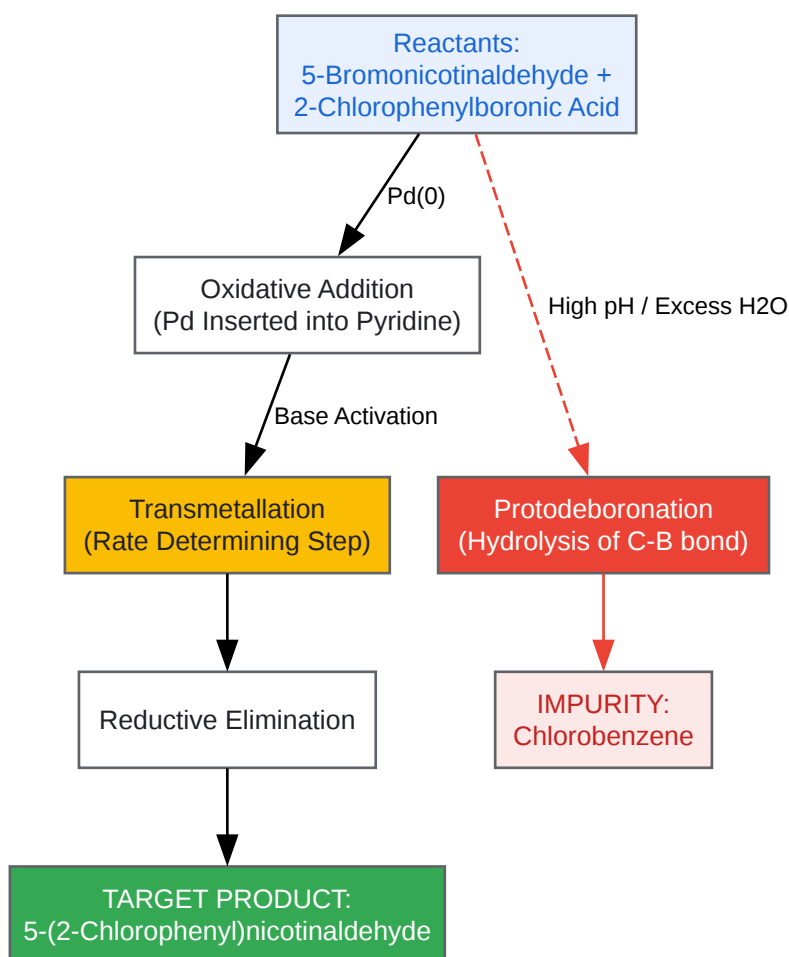 Reactants:
5-Bromonicotinaldehyde +
2-Chlorophenylboronic Acid
Pd(0)
Oxidative Addition
(Pd Inserted into Pyridine)
High pH / Excess H2O
Base Activation
Transmetallation
(Rate Determining Step)
Protodeboronation
(Hydrolysis of C-B bond)
Reductive Elimination
IMPURITY:
Chlorobenzene
TARGET PRODUCT:
5-(2-Chlorophenyl)nicotinaldehyde